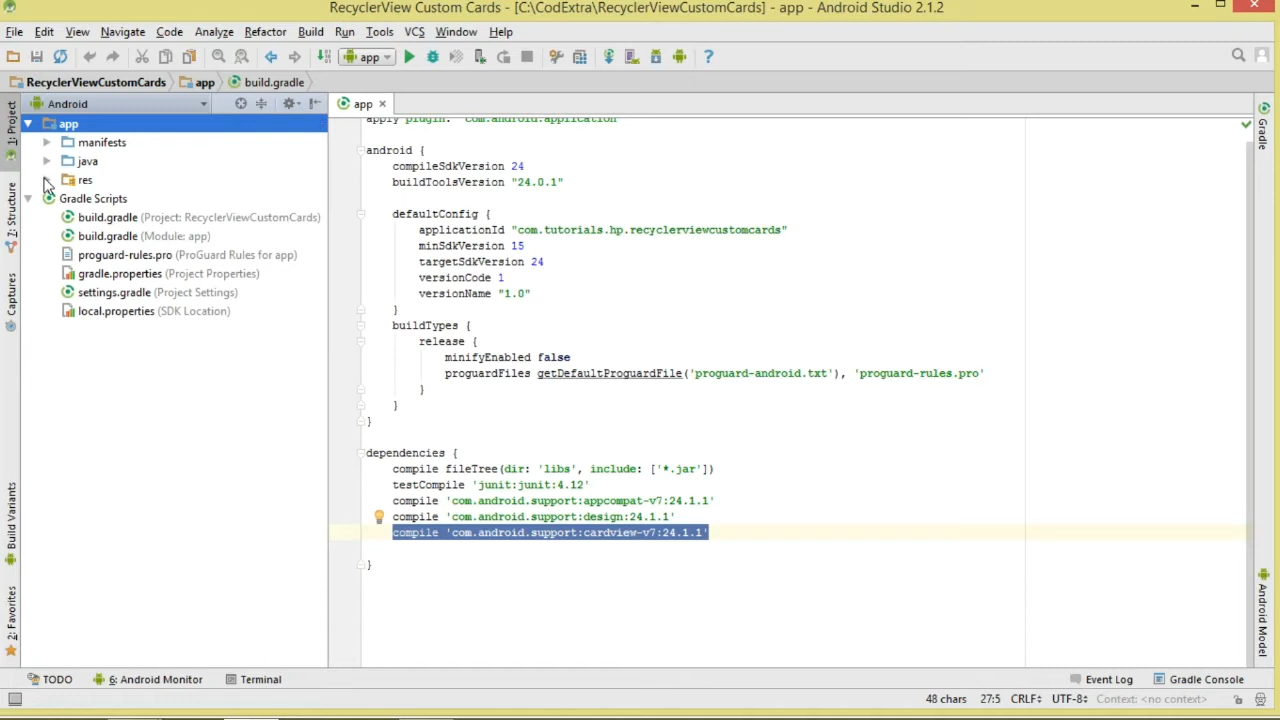 RecyclerView Custom Cards - [C:\CodExtra\RecyclerViewCustomCards] - app - Android Studio 2.1.2
File Edit View Navigate Code Analyze Refactor Build Run Tools VCS Window Help
app
RecyclerViewCustomCards app build.gradle
1: Project
7: Structure
Captures
Build Variants
2: Favorites
Android
app
manifests
java
res
Gradle Scripts
build.gradle (Project: RecyclerViewCustomCards)
build.gradle (Module: app)
proguard-rules.pro (ProGuard Rules for app)
gradle.properties (Project Properties)
settings.gradle (Project Settings)
local.properties (SDK Location)
app
apply plugin: 'com.android.application'
android {
compileSdkVersion 24
buildToolsVersion "24.0.1"
defaultConfig {
applicationId "com.tutorials.hp.recyclerviewcustomcards"
minSdkVersion 15
targetSdkVersion 24
versionCode 1
versionName "1.0"
}
buildTypes {
release {
minifyEnabled false
proguardFiles getDefaultProguardFile('proguard-android.txt'), 'proguard-rules.pro'
}
}
}
dependencies {
compile fileTree(dir: 'libs', include: ['*.jar'])
testCompile 'junit:junit:4.12'
compile 'com.android.support:appcompat-v7:24.1.1'
compile 'com.android.support:design:24.1.1'
compile 'com.android.support:cardview-v7:24.1.1'
}
Gradle
Android Model
TODO 6: Android Monitor Terminal Event Log Gradle Console
48 chars 27:5 CRLF UTF-8 Context: <no context>